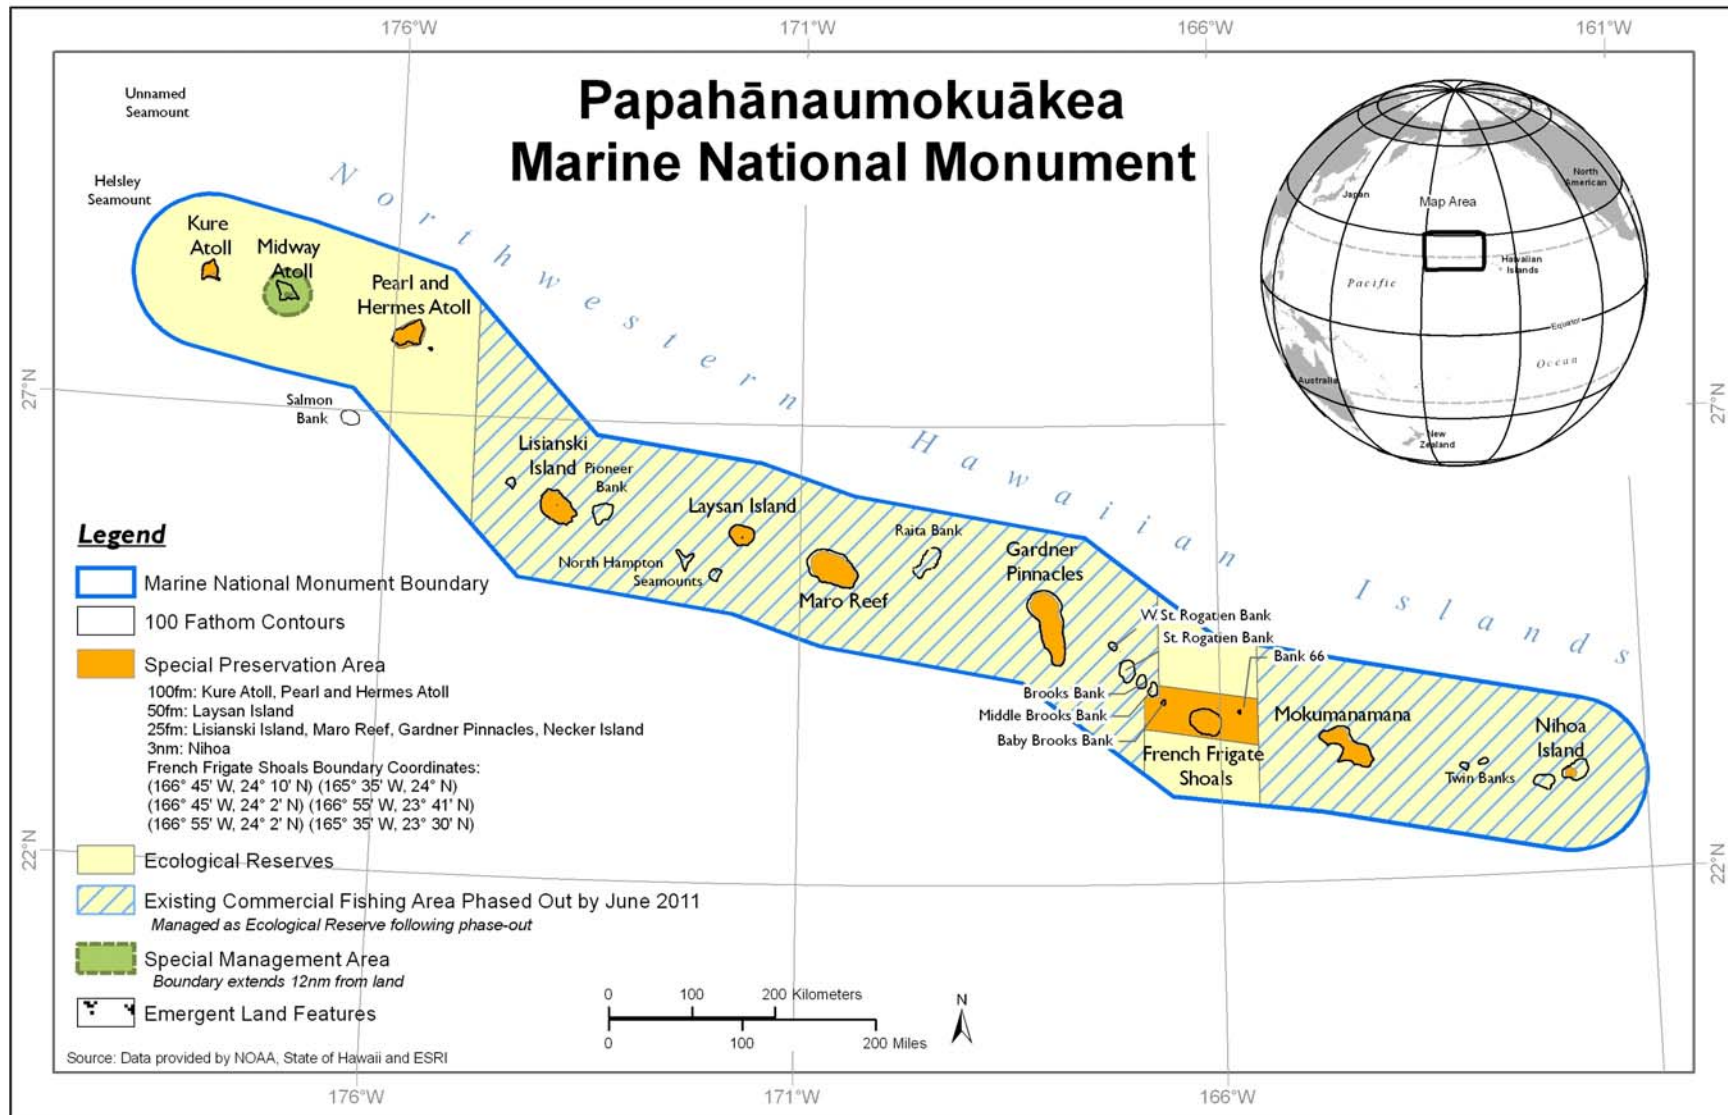 176°W
171°W
166°W
161°W
Papahānaumokuākea
Marine National Monument
Unnamed
Seamount
Helsley
Seamount
Kure
Atoll
Midway
Atoll
Pearl and
Hermes Atoll
Salmon
Bank
Northwestern Hawaiian Islands
Japan
North
American
Map Area
Hawaiian
Islands
Pacific
Equator
Ocean
Australia
New
Zealand
27°N
27°N
Lisianski
Island
Pioneer
Bank
Laysan Island
North Hampton
Seamounts
Maro Reef
Raita Bank
Gardner
Pinnacles
W. St. Rogatien Bank
St. Rogatien Bank
Bank 66
Brooks Bank
Middle Brooks Bank
Baby Brooks Bank
French Frigate
Shoals
Mokumanamana
Twin Banks
Nihoa
Island
22°N
22°N
Legend
Marine National Monument Boundary
100 Fathom Contours
Special Preservation Area
100fm: Kure Atoll, Pearl and Hermes Atoll
50fm: Laysan Island
25fm: Lisianski Island, Maro Reef, Gardner Pinnacles, Necker Island
3nm: Nihoa
French Frigate Shoals Boundary Coordinates:
(166° 45' W, 24° 10' N) (165° 35' W, 24° N)
(166° 45' W, 24° 2' N) (166° 55' W, 23° 41' N)
(166° 55' W, 24° 2' N) (165° 35' W, 23° 30' N)
Ecological Reserves
Existing Commercial Fishing Area Phased Out by June 2011
Managed as Ecological Reserve following phase-out
Special Management Area
Boundary extends 12nm from land
Emergent Land Features
0 100 200 Kilometers
0 100 200 Miles
N
Source: Data provided by NOAA, State of Hawaii and ESRI
176°W
171°W
166°W